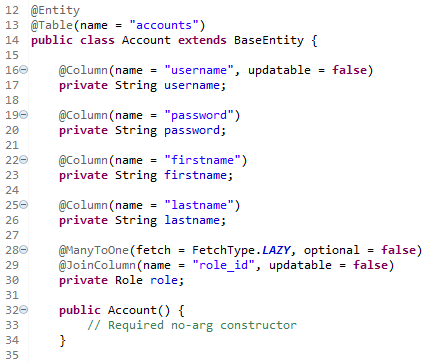 12 @Entity
13 @Table(name = "accounts")
14 public class Account extends BaseEntity {
15
16 @Column(name = "username", updatable = false)
17 private String username;
18
19 @Column(name = "password")
20 private String password;
21
22 @Column(name = "firstname")
23 private String firstname;
24
25 @Column(name = "lastname")
26 private String lastname;
27
28 @ManyToOne(fetch = FetchType.LAZY, optional = false)
29 @JoinColumn(name = "role_id", updatable = false)
30 private Role role;
31
32 public Account() {
33 // Required no-arg constructor
34 }
35